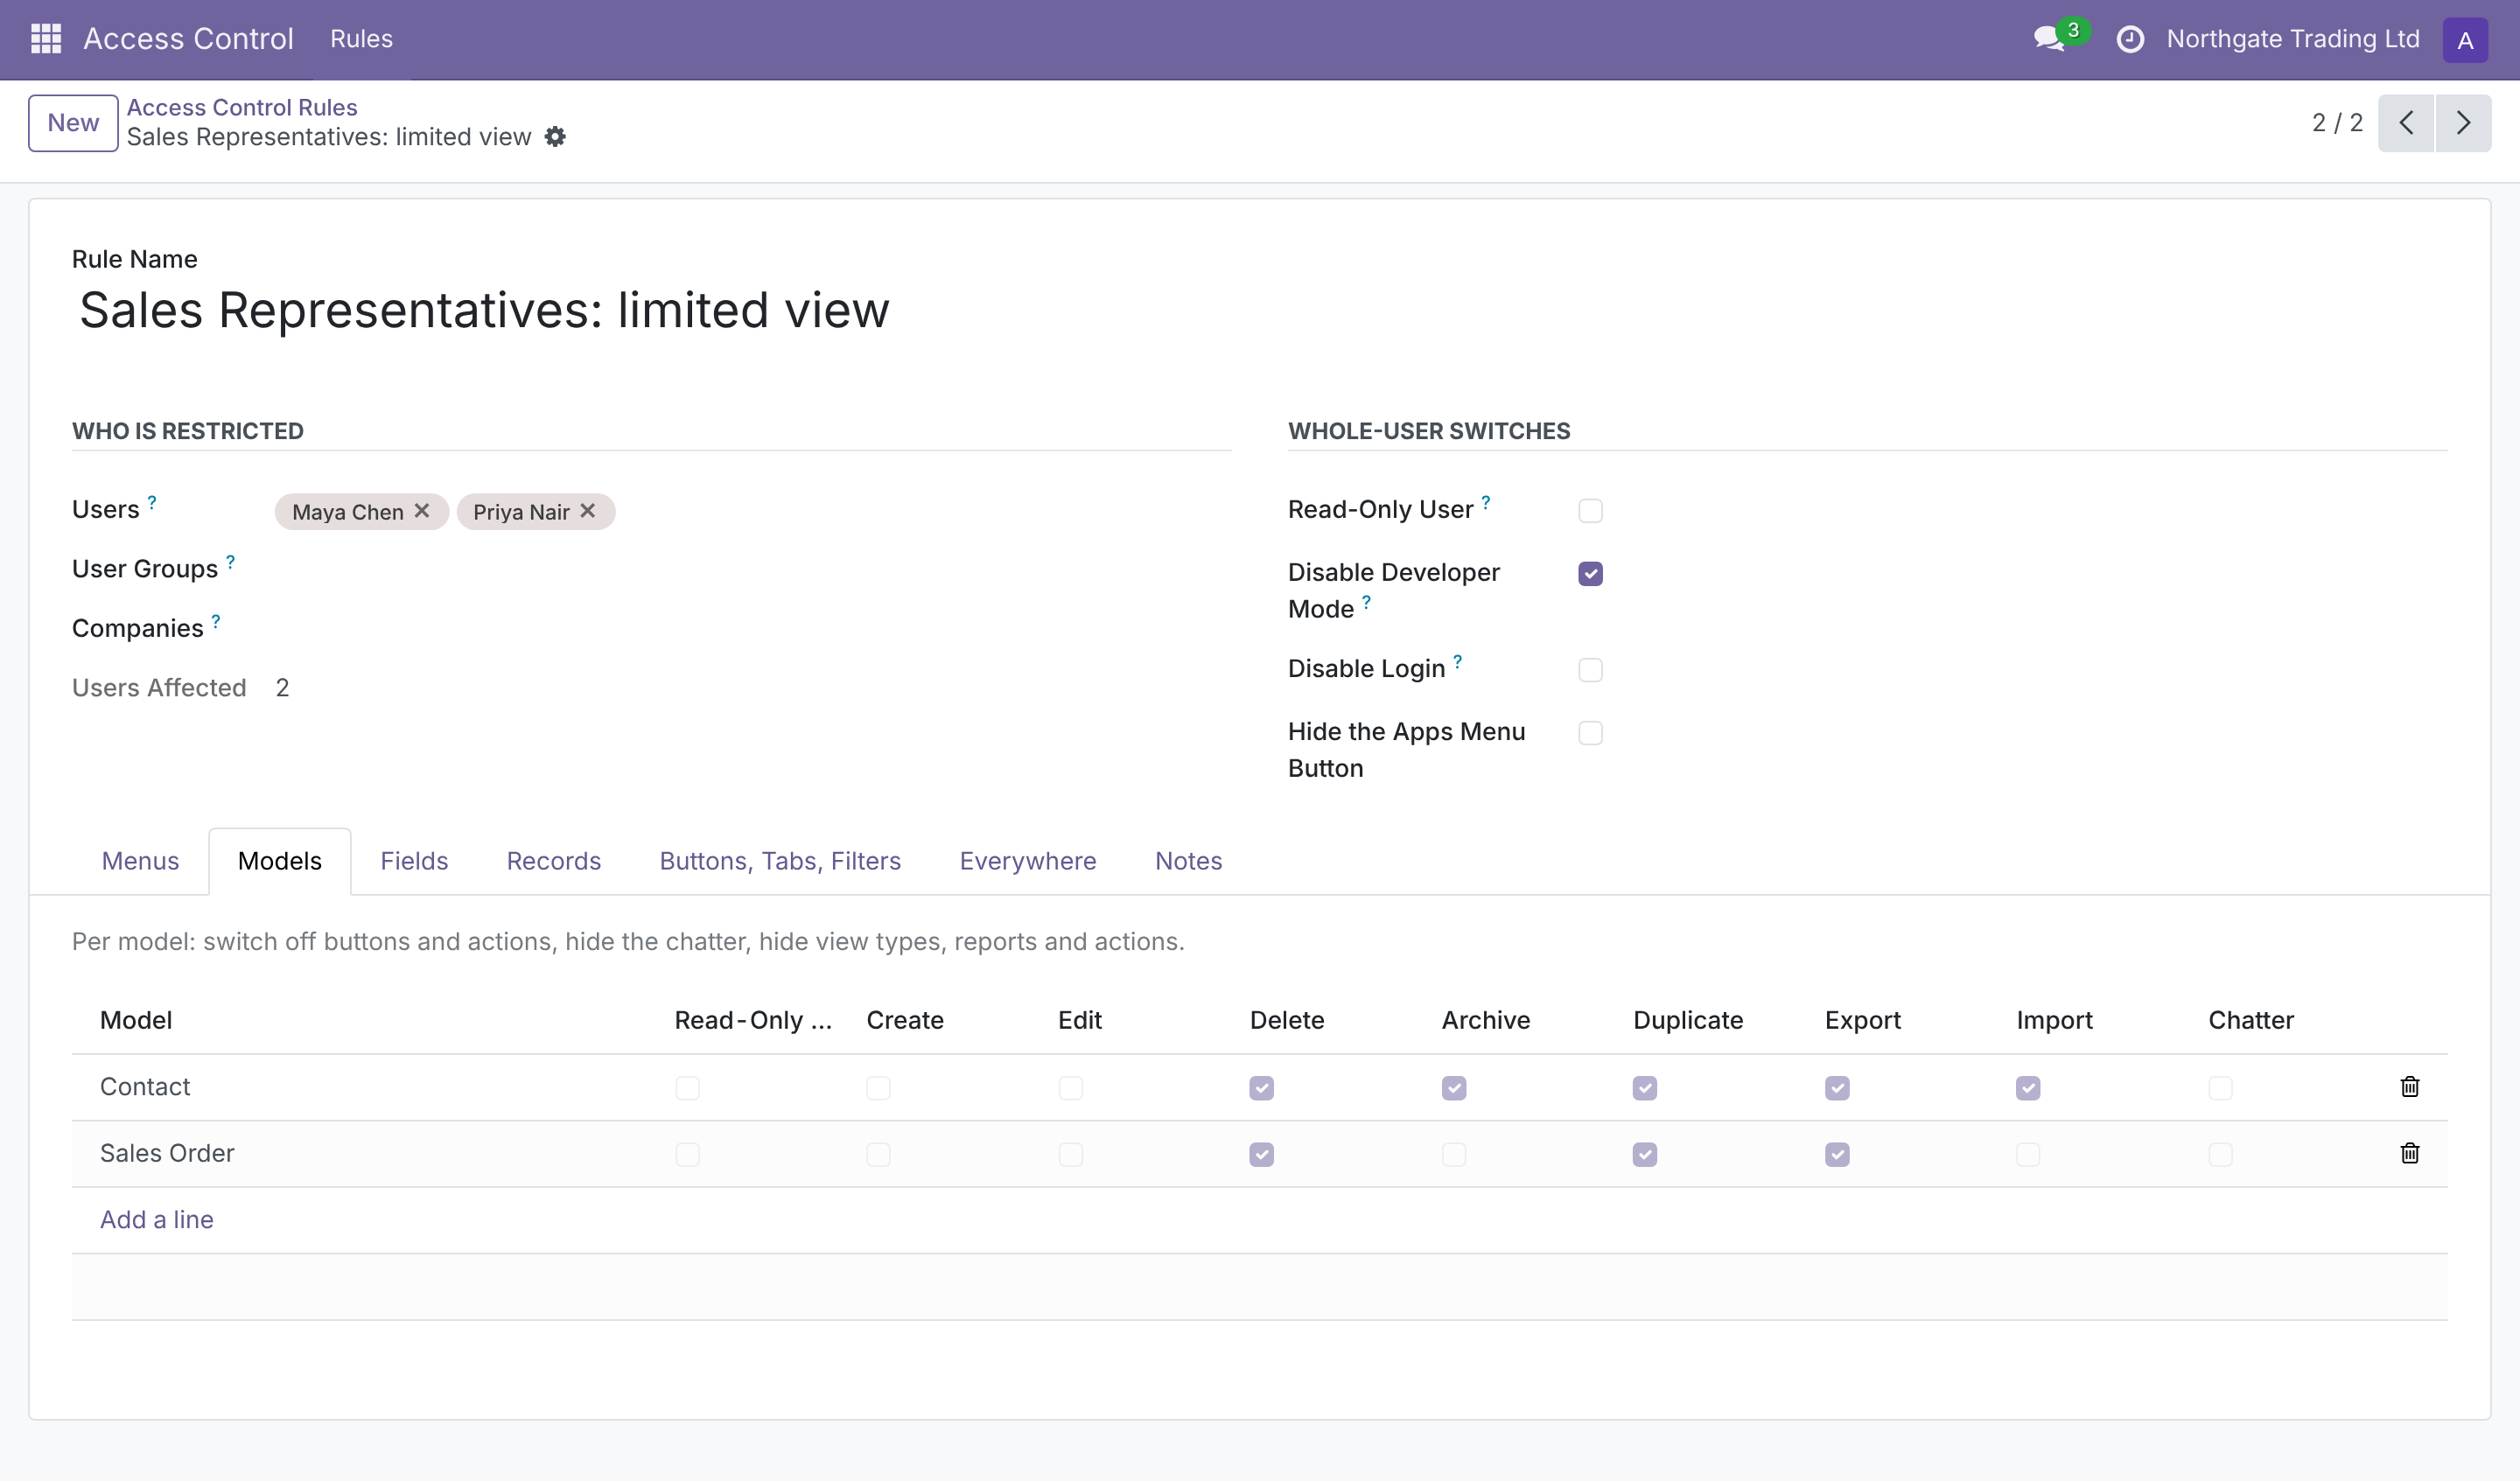 Access Control Rules 3 Northgate Trading Ltd A
New Access Control Rules 2 / 2
Sales Representatives: limited view
Rule Name
Sales Representatives: limited view
WHO IS RESTRICTED
Users ? Maya Chen Priya Nair
User Groups ?
Companies ?
Users Affected 2
WHOLE-USER SWITCHES
Read-Only User ?
Disable Developer
Mode ?
Disable Login ?
Hide the Apps Menu
Button
Menus Models Fields Records Buttons, Tabs, Filters Everywhere Notes
Per model: switch off buttons and actions, hide the chatter, hide view types, reports and actions.
Model Read-Only ... Create Edit Delete Archive Duplicate Export Import Chatter
Contact
Sales Order
Add a line